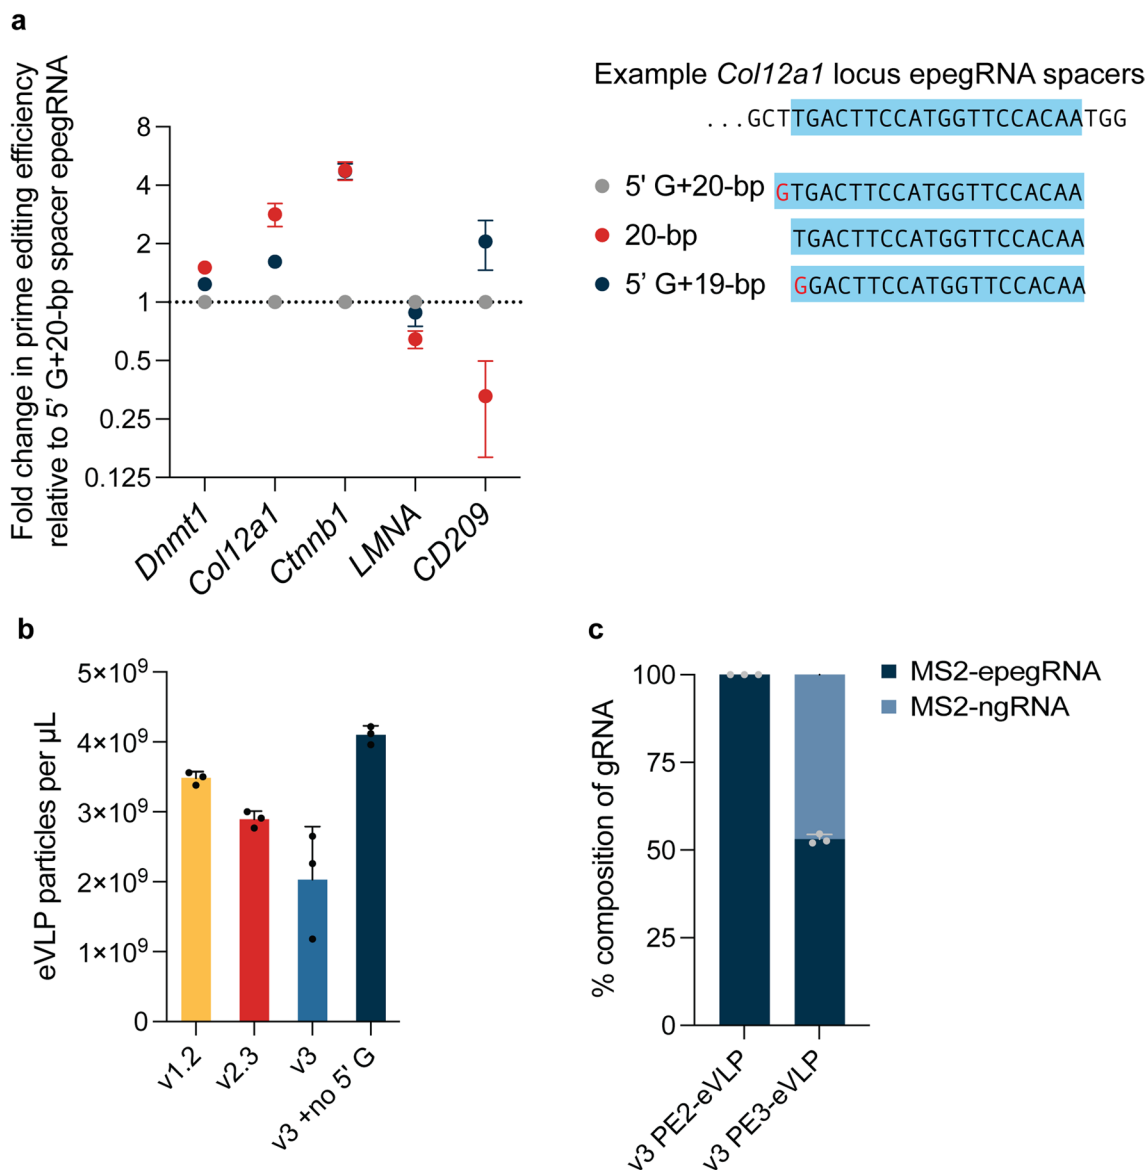 a
Fold change in prime editing efficiency
relative to 5' G+20-bp spacer epegRNA
8
4
2
1
0.5
0.25
0.125
Dnmt1
Col12a1
Ctnnb1
LMNA
CD209
Example Col12a1 locus epegRNA spacers
...GCTTGACTTCCATGGTTCCACAATGG
5' G+20-bp GTGACTTCCATGGTTCCACAA
20-bp TGACTTCCATGGTTCCACAA
5’ G+19-bp GGACTTCCATGGTTCCACAA
b
eVLP particles per µL
5×10⁹
4×10⁹
3×10⁹
2×10⁹
1×10⁹
0
v1.2
v2.3
v3
v3 +no 5' G
c
% composition of gRNA
100
75
50
25
0
v3 PE2-eVLP
v3 PE3-eVLP
MS2-epegRNA
MS2-ngRNA